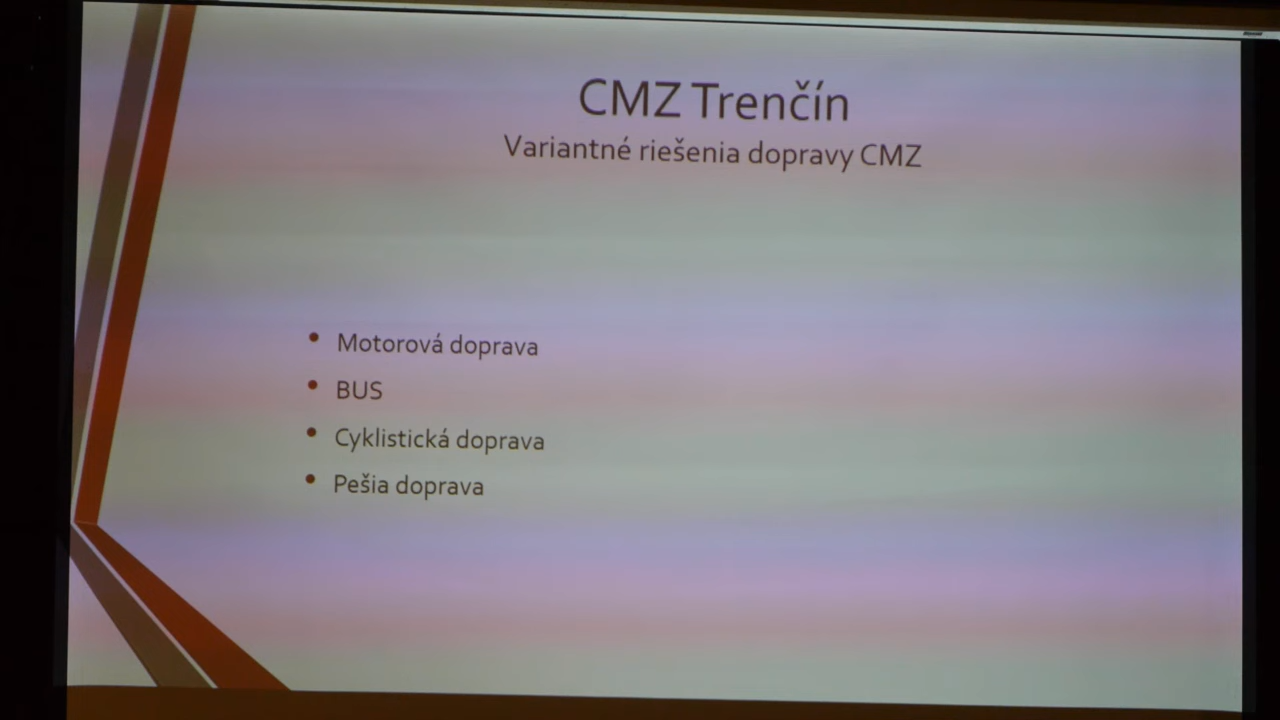 CMZ Trenčín
Variantné riešenia dopravy CMZ
• Motorová doprava
• BUS
• Cyklistická doprava
• Pešia doprava